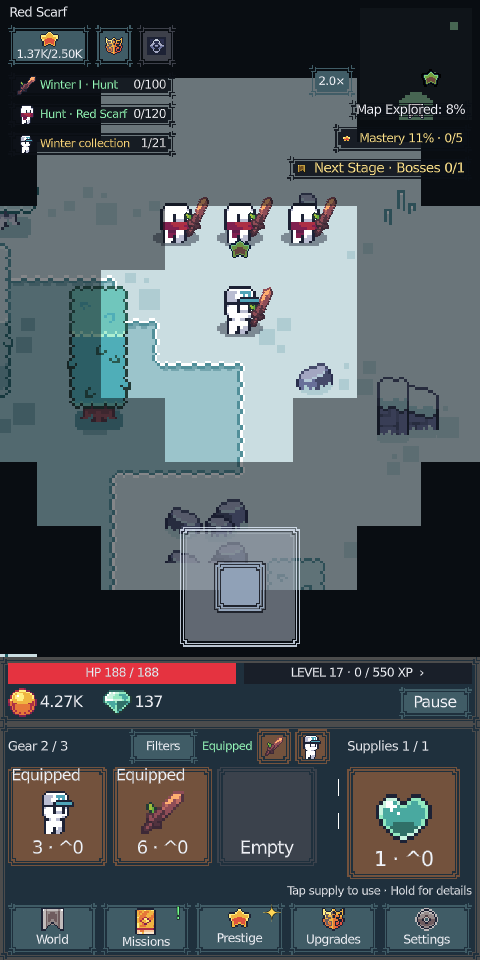 Red Scarf
1.37K/2.50K
2.0×
Winter I · Hunt 0/100
Map Explored: 8%
Hunt · Red Scarf 0/120
Mastery 11% · 0/5
Winter collection 1/21
Next Stage · Bosses 0/1
HP 188 / 188
LEVEL 17 · 0 / 550 XP ›
4.27K
137
Pause
Gear 2 / 3
Filters
Equipped
Supplies 1 / 1
Equipped
Equipped
3 · ^0
6 · ^0
Empty
1 · ^0
Tap supply to use · Hold for details
World
Missions
!
Prestige
Upgrades
Settings